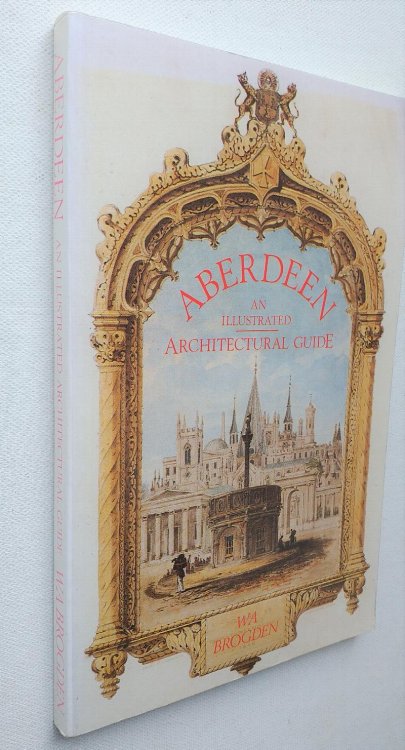 ABERDEEN
AN
ILLUSTRATED
ARCHITECTURAL GUIDE
WA
BROGDEN
ABERDEEN AN ILLUSTRATED ARCHITECTURAL GUIDE WA BROGDEN